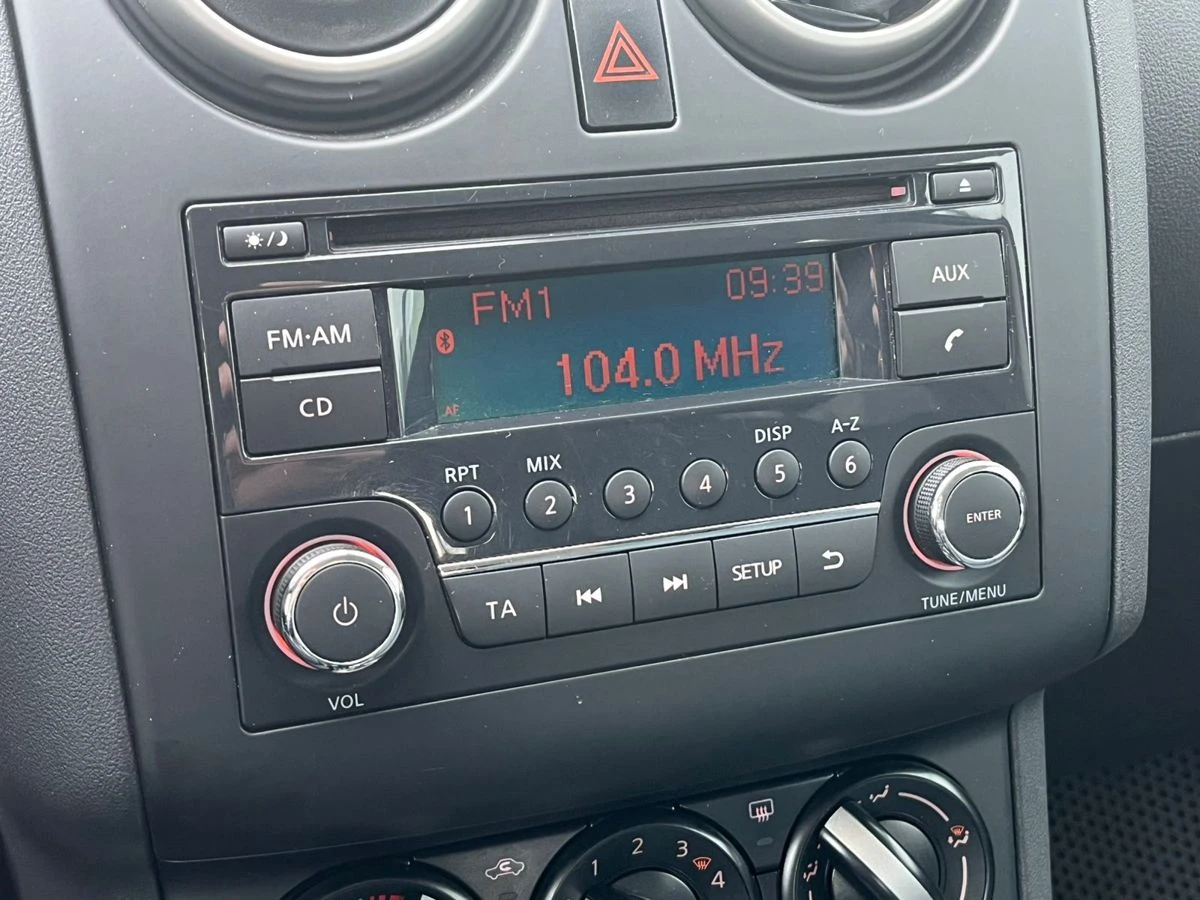 AUX
FM1 09:39
FM·AM
104.0 MHz
CD
AF
RPT MIX DISP A-Z
1 2 3 4 5 6
ENTER
TA SETUP
TUNE/MENU
VOL
1 2 3 4